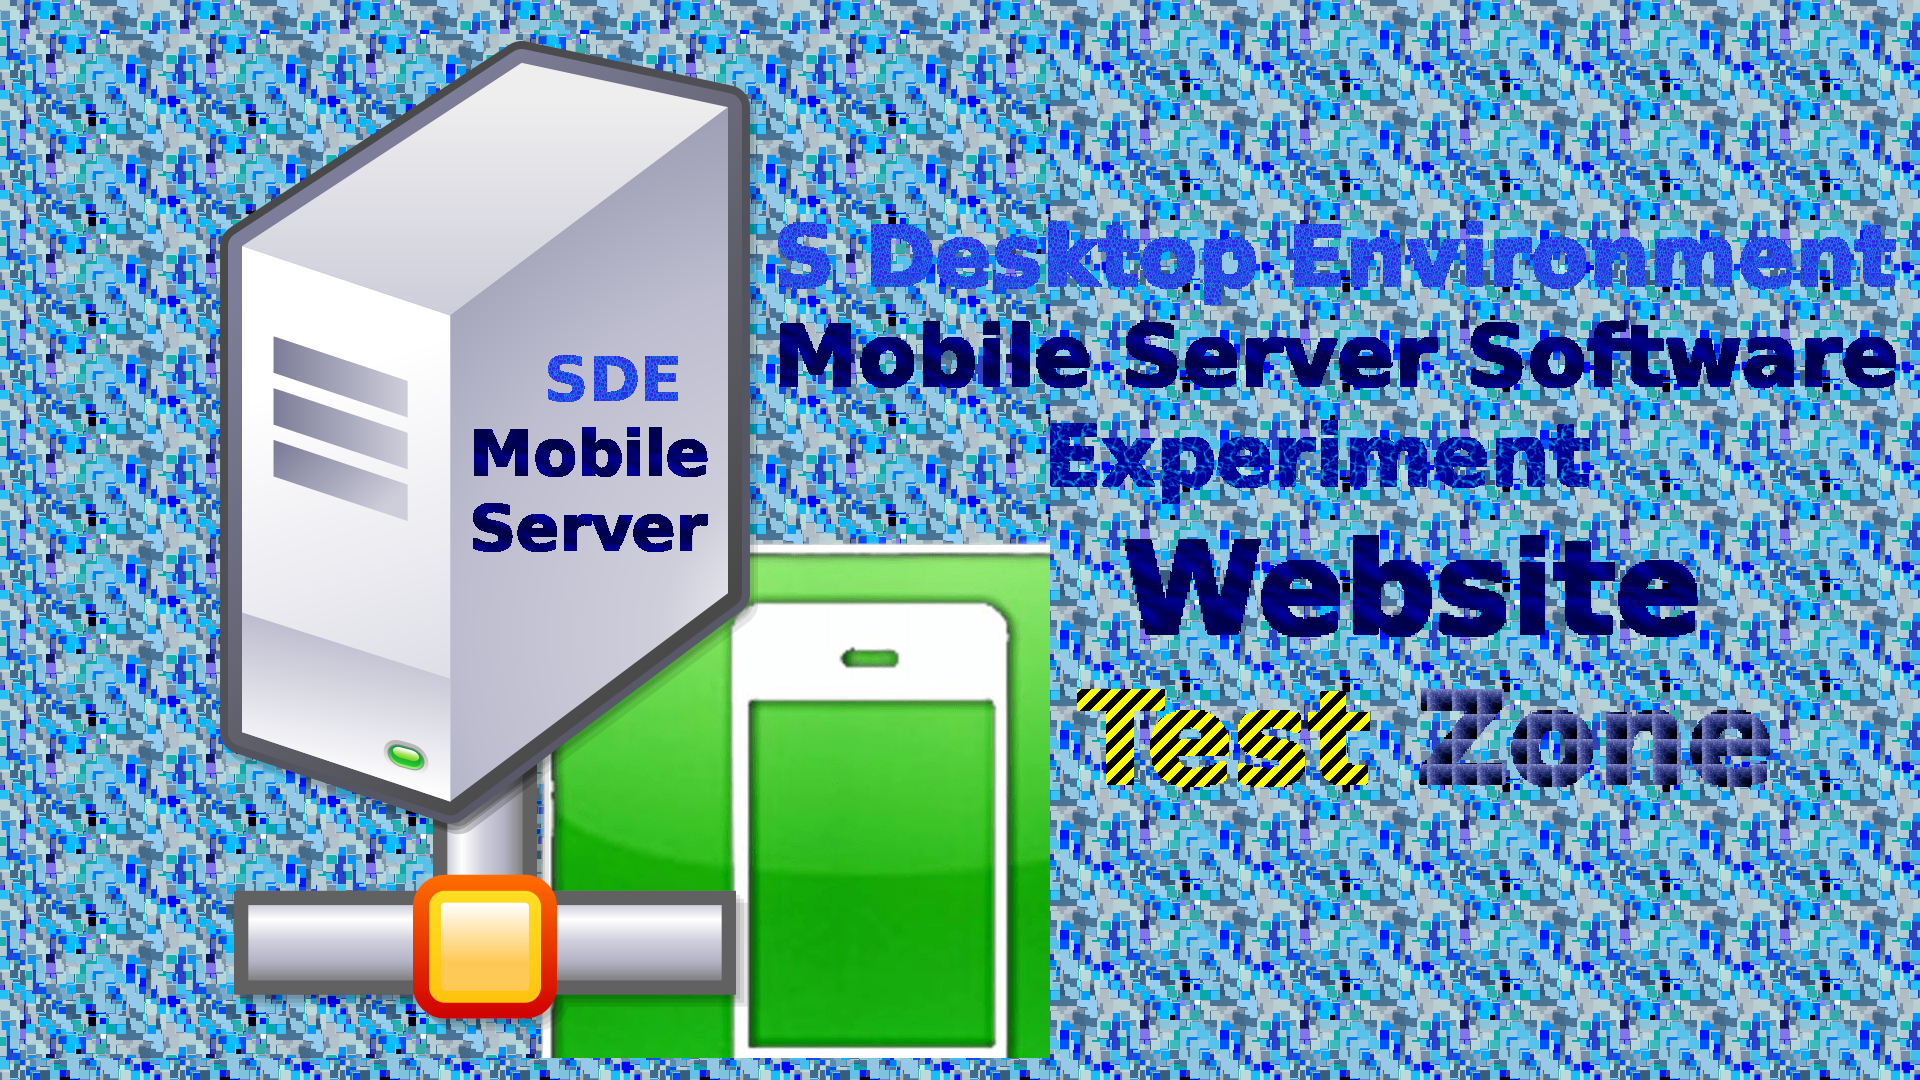 SDE
Mobile
Server
S Desktop Environment
Mobile Server Software
Experiment
Website
Test Zone